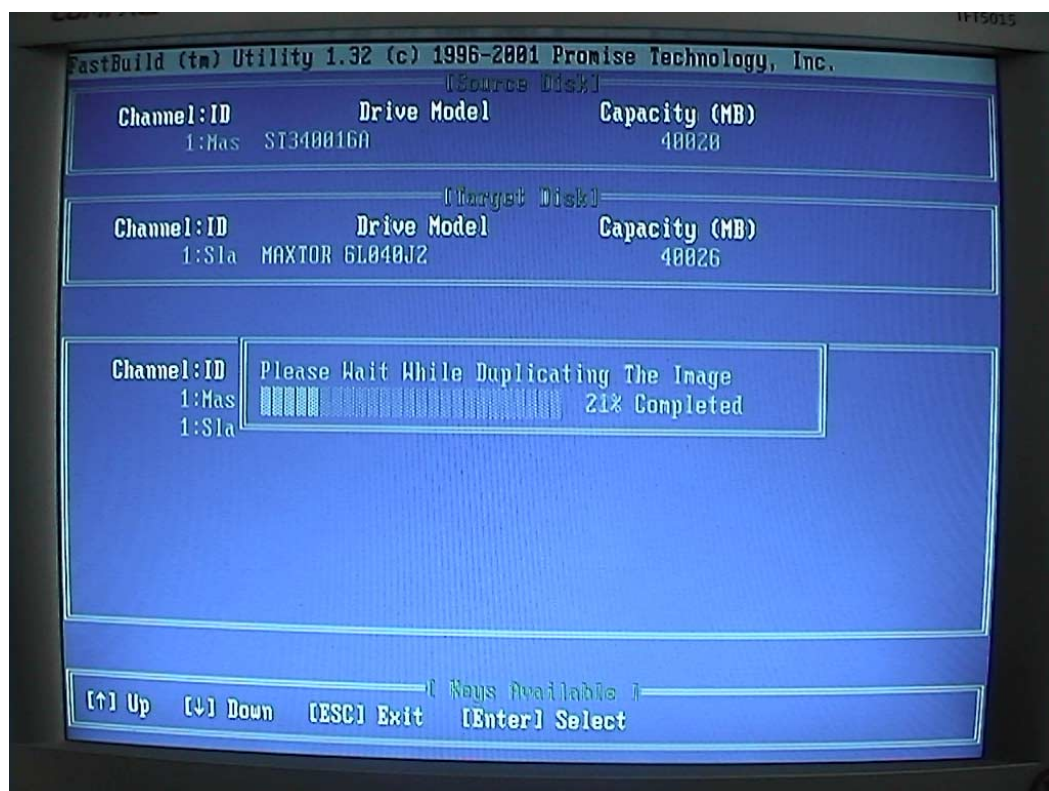 TFT5015
FastBuild (tm) Utility 1.32 (c) 1996-2001 Promise Technology, Inc.
[Source Disk]
Channel:ID Drive Model Capacity (MB)
1:Mas ST340016A 40020
[Target Disk]
Channel:ID Drive Model Capacity (MB)
1:Sla MAXTOR 6L040J2 40026
Channel:ID
Please Wait While Duplicating The Image
1:Mas
21% Completed
1:Sla
[ Keys Available ]
[↑] Up [↓] Down [ESC] Exit [Enter] Select